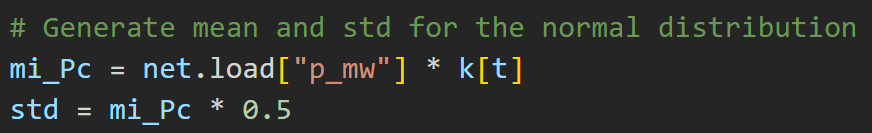 # Generate mean and std for the normal distribution
mi_Pc = net.load["p_mw"] * k[t]
std = mi_Pc * 0.5